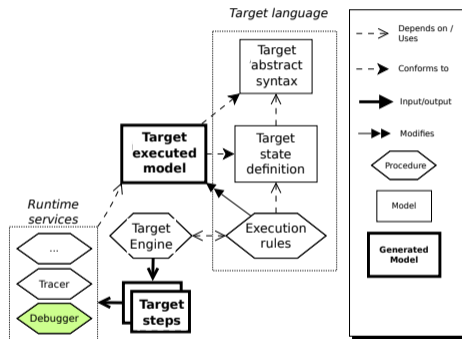 Target language
Target
abstract
syntax
Target
executed
model
Target
state
definition
Runtime
services
...
Tracer
Debugger
Target
Engine
Execution
rules
Target
steps
Depends on /
Uses
Conforms to
Input/output
Modifies
Procedure
Model
Generated
Model